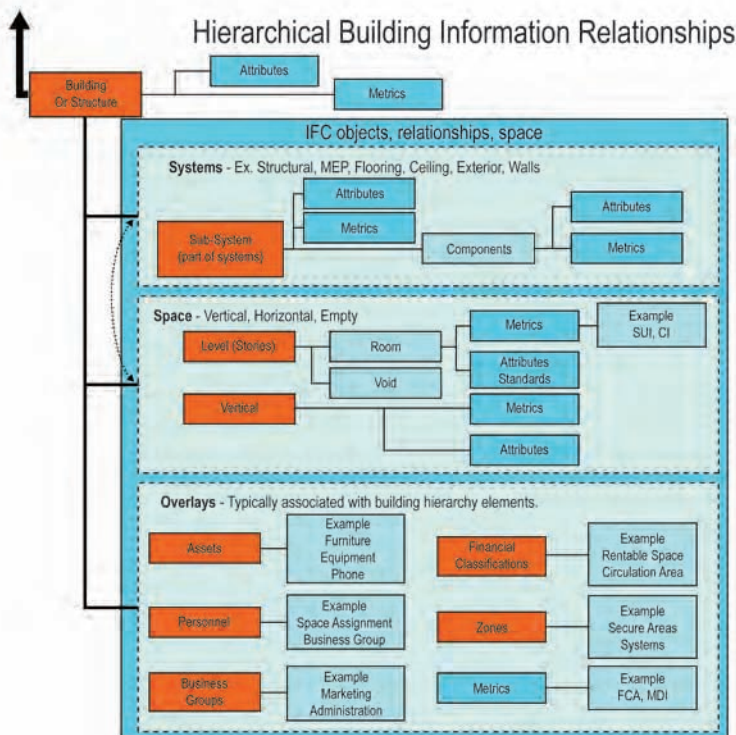 Hierarchical Building Information Relationships
Building
Or Structure
Attributes
Metrics
IFC objects, relationships, space
Systems - Ex. Structural, MEP, Flooring, Ceiling, Exterior, Walls
Attributes
Metrics
Sub-System
(part of systems)
Components
Attributes
Metrics
Space - Vertical, Horizontal, Empty
Level (Stories)
Room
Void
Metrics
Example
SUI, CI
Attributes
Standards
Vertical
Metrics
Attributes
Overlays - Typically associated with building hierarchy elements.
Assets
Example
Furniture
Equipment
Phone
Financial
Classifications
Example
Rentable Space
Circulation Area
Personnel
Example
Space Assignment
Business Group
Zones
Example
Secure Areas
Systems
Business
Groups
Example
Marketing
Administration
Metrics
Example
FCA, MDI